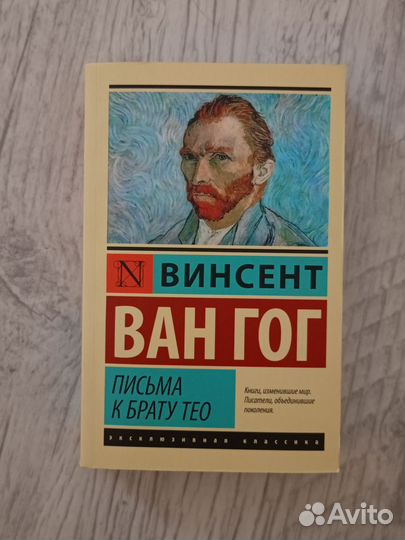 N ВИНСЕНТ
ВАН ГОГ
ПИСЬМА
К БРАТУ ТЕО
Книги, изменившие мир.
Писатели, объединившие
поколения.
эксклюзивная классика
Avito